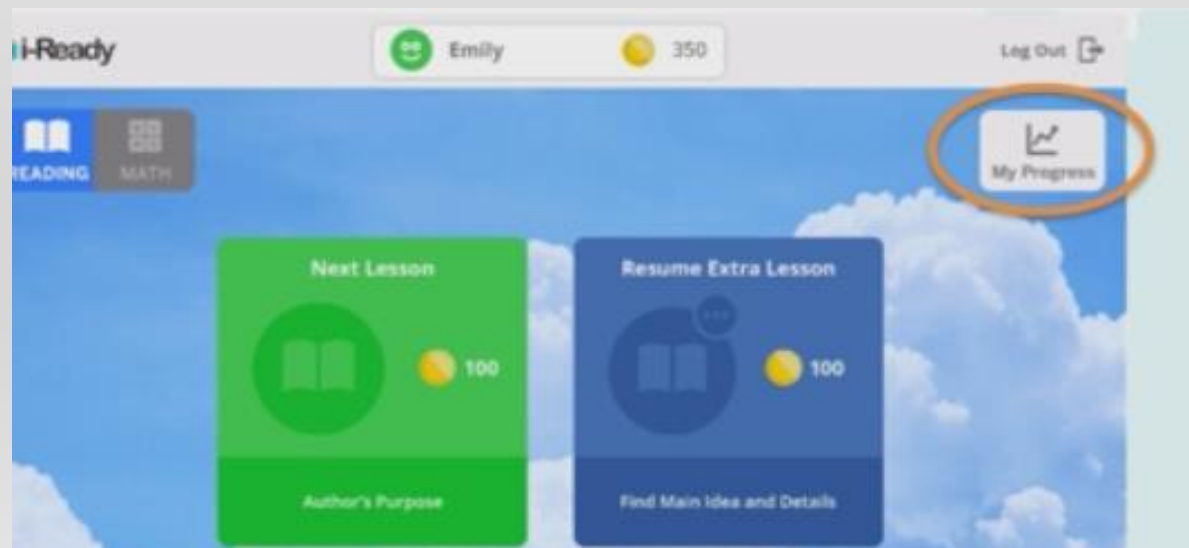 i-Ready
Emily
350
Log Out
READING
MATH
My Progress
Next Lesson
Resume Extra Lesson
100
100
Author's Purpose
Find Main Idea and Details